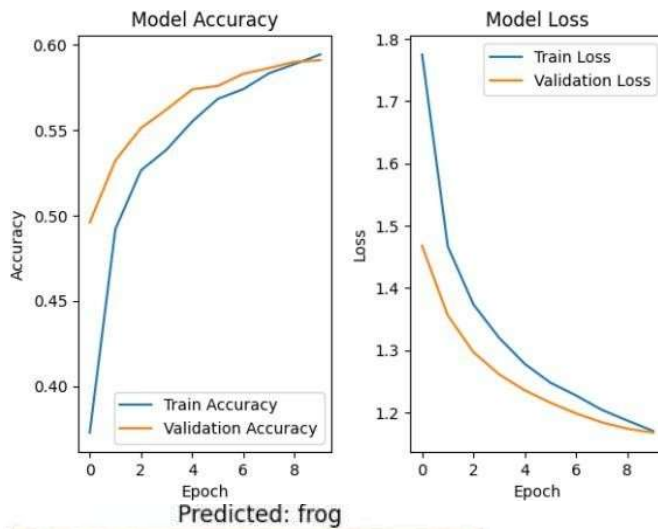 Model Accuracy
0.60
0.55
0.50
0.45
0.40
Accuracy
Train Accuracy
Validation Accuracy
0 2 4 6 8
Epoch
Model Loss
1.8
1.7
1.6
1.5
1.4
1.3
1.2
Loss
Train Loss
Validation Loss
0 2 4 6 8
Epoch
Predicted: frog